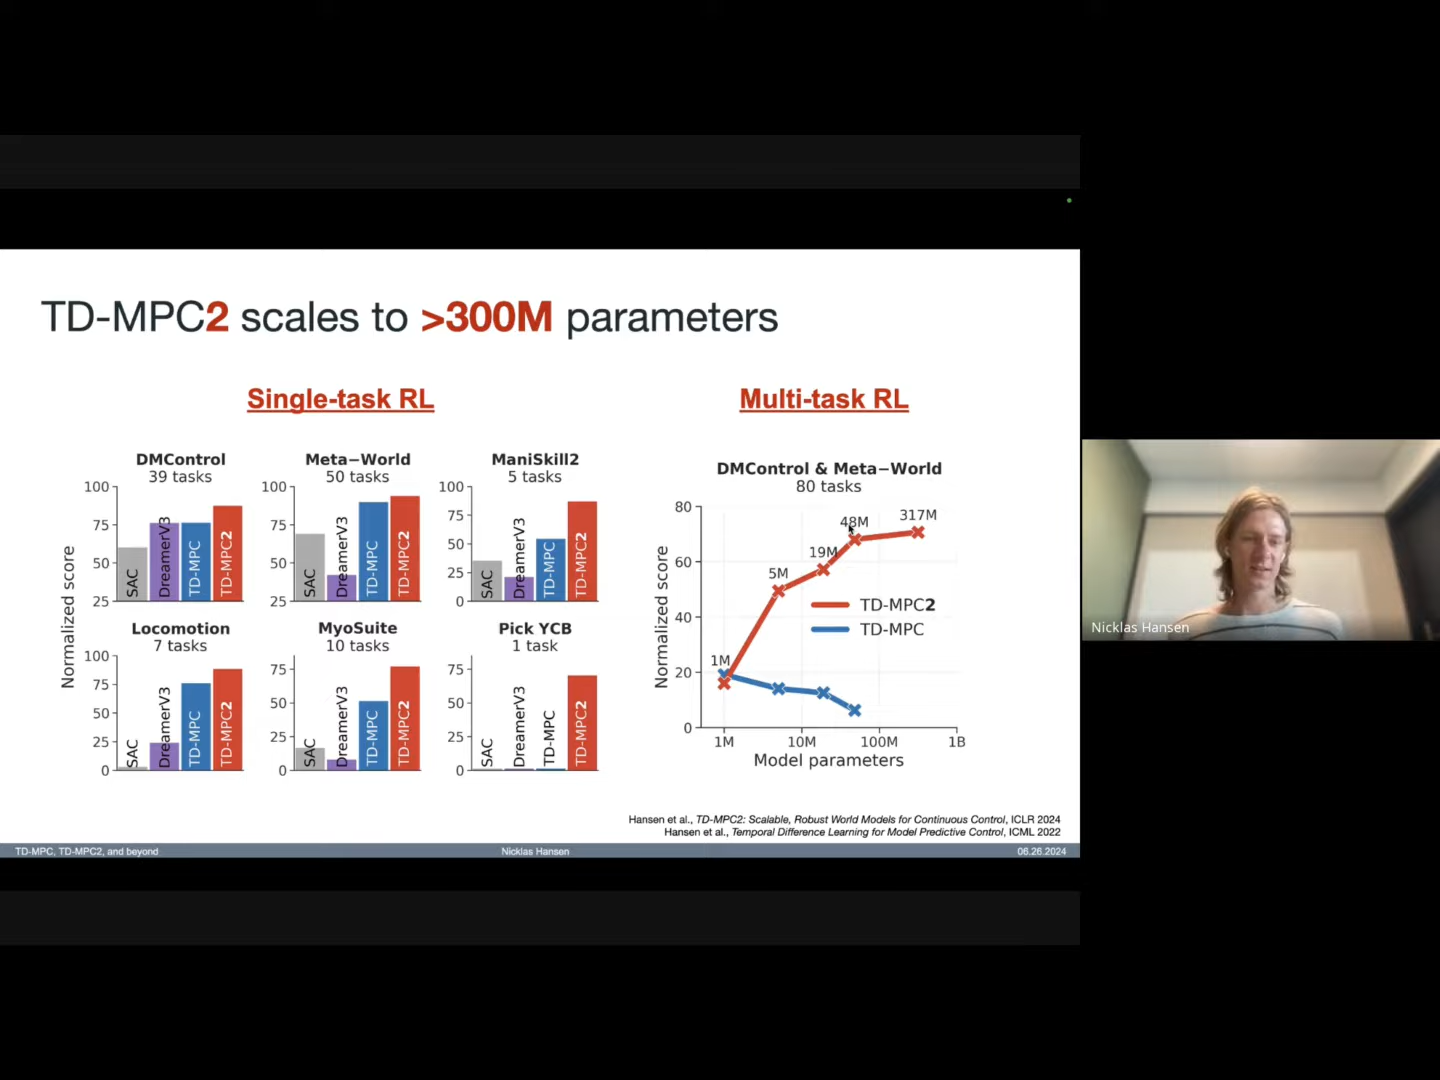 TD-MPC2 scales to >300M parameters
Single-task RL
Multi-task RL
DMControl
39 tasks
100
75
50
25
SAC
DreamerV3
TD-MPC
TD-MPC2
Meta−World
50 tasks
100
75
50
25
SAC
DreamerV3
TD-MPC
TD-MPC2
ManiSkill2
5 tasks
100
75
50
25
0
SAC
DreamerV3
TD-MPC
TD-MPC2
Normalized score
Locomotion
7 tasks
100
75
50
25
0
SAC
DreamerV3
TD-MPC
TD-MPC2
MyoSuite
10 tasks
75
50
25
0
SAC
DreamerV3
TD-MPC
TD-MPC2
Pick YCB
1 task
75
50
25
0
SAC
DreamerV3
TD-MPC
TD-MPC2
DMControl & Meta−World
80 tasks
Normalized score
80
60
40
20
0
1M
5M
19M
48M
317M
TD-MPC2
TD-MPC
1M 10M 100M 1B
Model parameters
Hansen et al., TD-MPC2: Scalable, Robust World Models for Continuous Control, ICLR 2024
Hansen et al., Temporal Difference Learning for Model Predictive Control, ICML 2022
TD-MPC, TD-MPC2, and beyond
Nicklas Hansen
06.26.2024
Nicklas Hansen